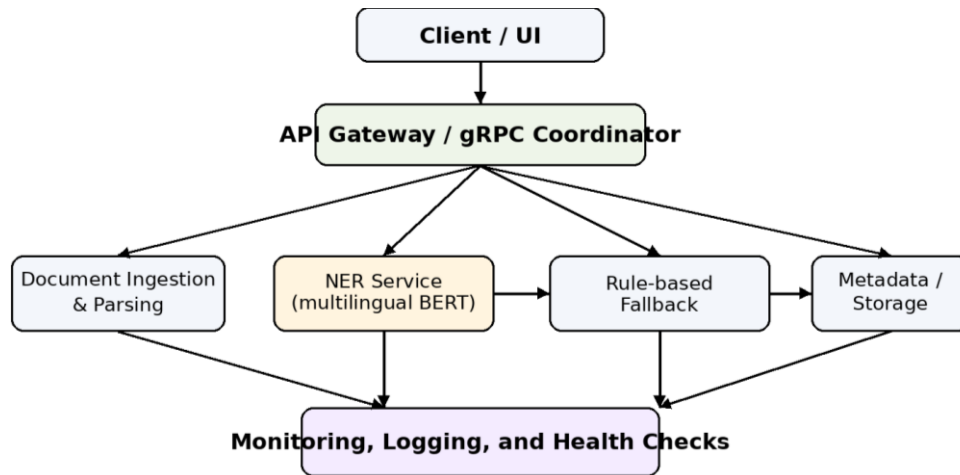 Client / UI
API Gateway / gRPC Coordinator
Document Ingestion
& Parsing
NER Service
(multilingual BERT)
Rule-based
Fallback
Metadata /
Storage
Monitoring, Logging, and Health Checks